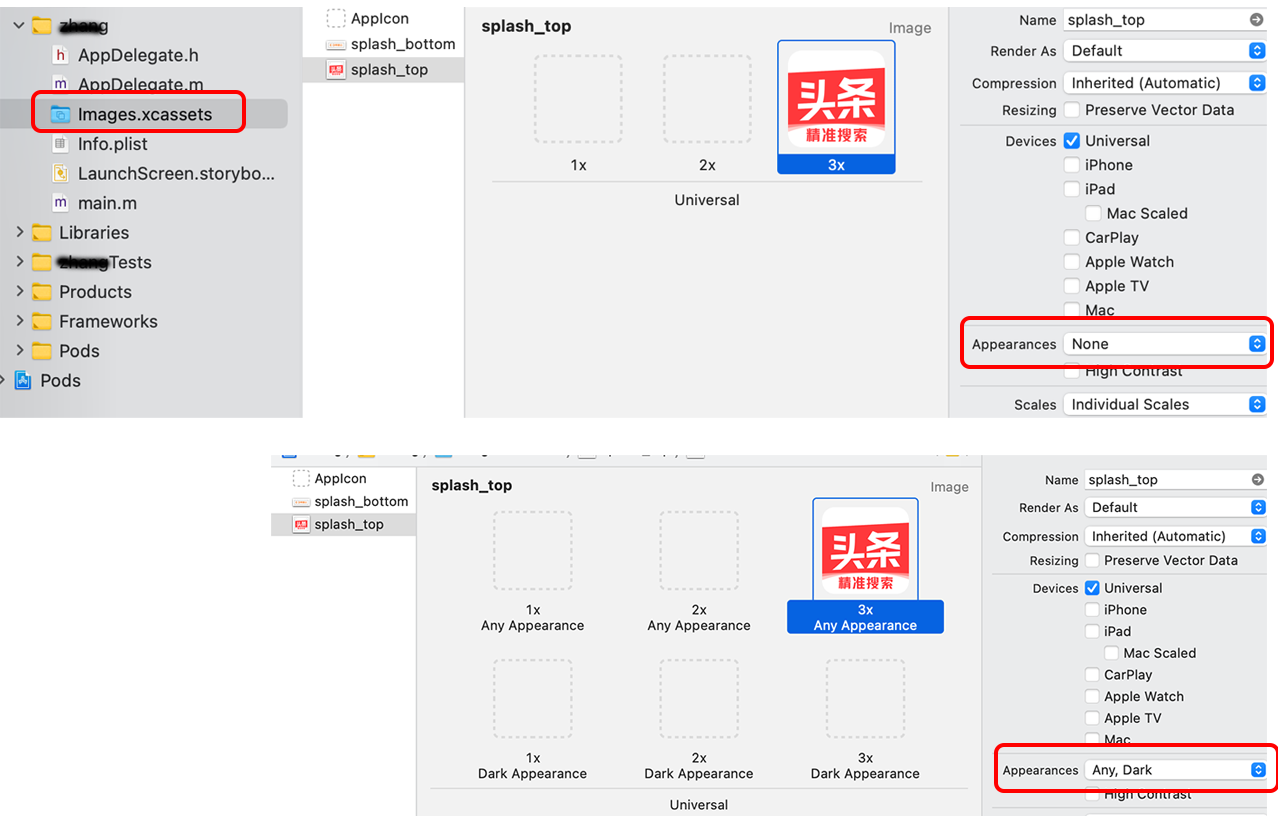 AppDelegate.h
AppDelegate.m
Images.xcassets
Info.plist
LaunchScreen.storybo...
main.m
Libraries
Tests
Products
Frameworks
Pods
Pods
AppIcon
splash_bottom
splash_top
splash_top
Image
头条
精准搜索
1x
2x
3x
Universal
Name splash_top
Render As Default
Compression Inherited (Automatic)
Resizing Preserve Vector Data
Devices Universal
iPhone
iPad
Mac Scaled
CarPlay
Apple Watch
Apple TV
Mac
Appearances None
High Contrast
Scales Individual Scales
AppIcon
splash_bottom
splash_top
splash_top
Image
头条
精准搜索
1x
Any Appearance
2x
Any Appearance
3x
Any Appearance
1x
Dark Appearance
2x
Dark Appearance
3x
Dark Appearance
Universal
Name splash_top
Render As Default
Compression Inherited (Automatic)
Resizing Preserve Vector Data
Devices Universal
iPhone
iPad
Mac Scaled
CarPlay
Apple Watch
Apple TV
Mac
Appearances Any, Dark
High Contrast